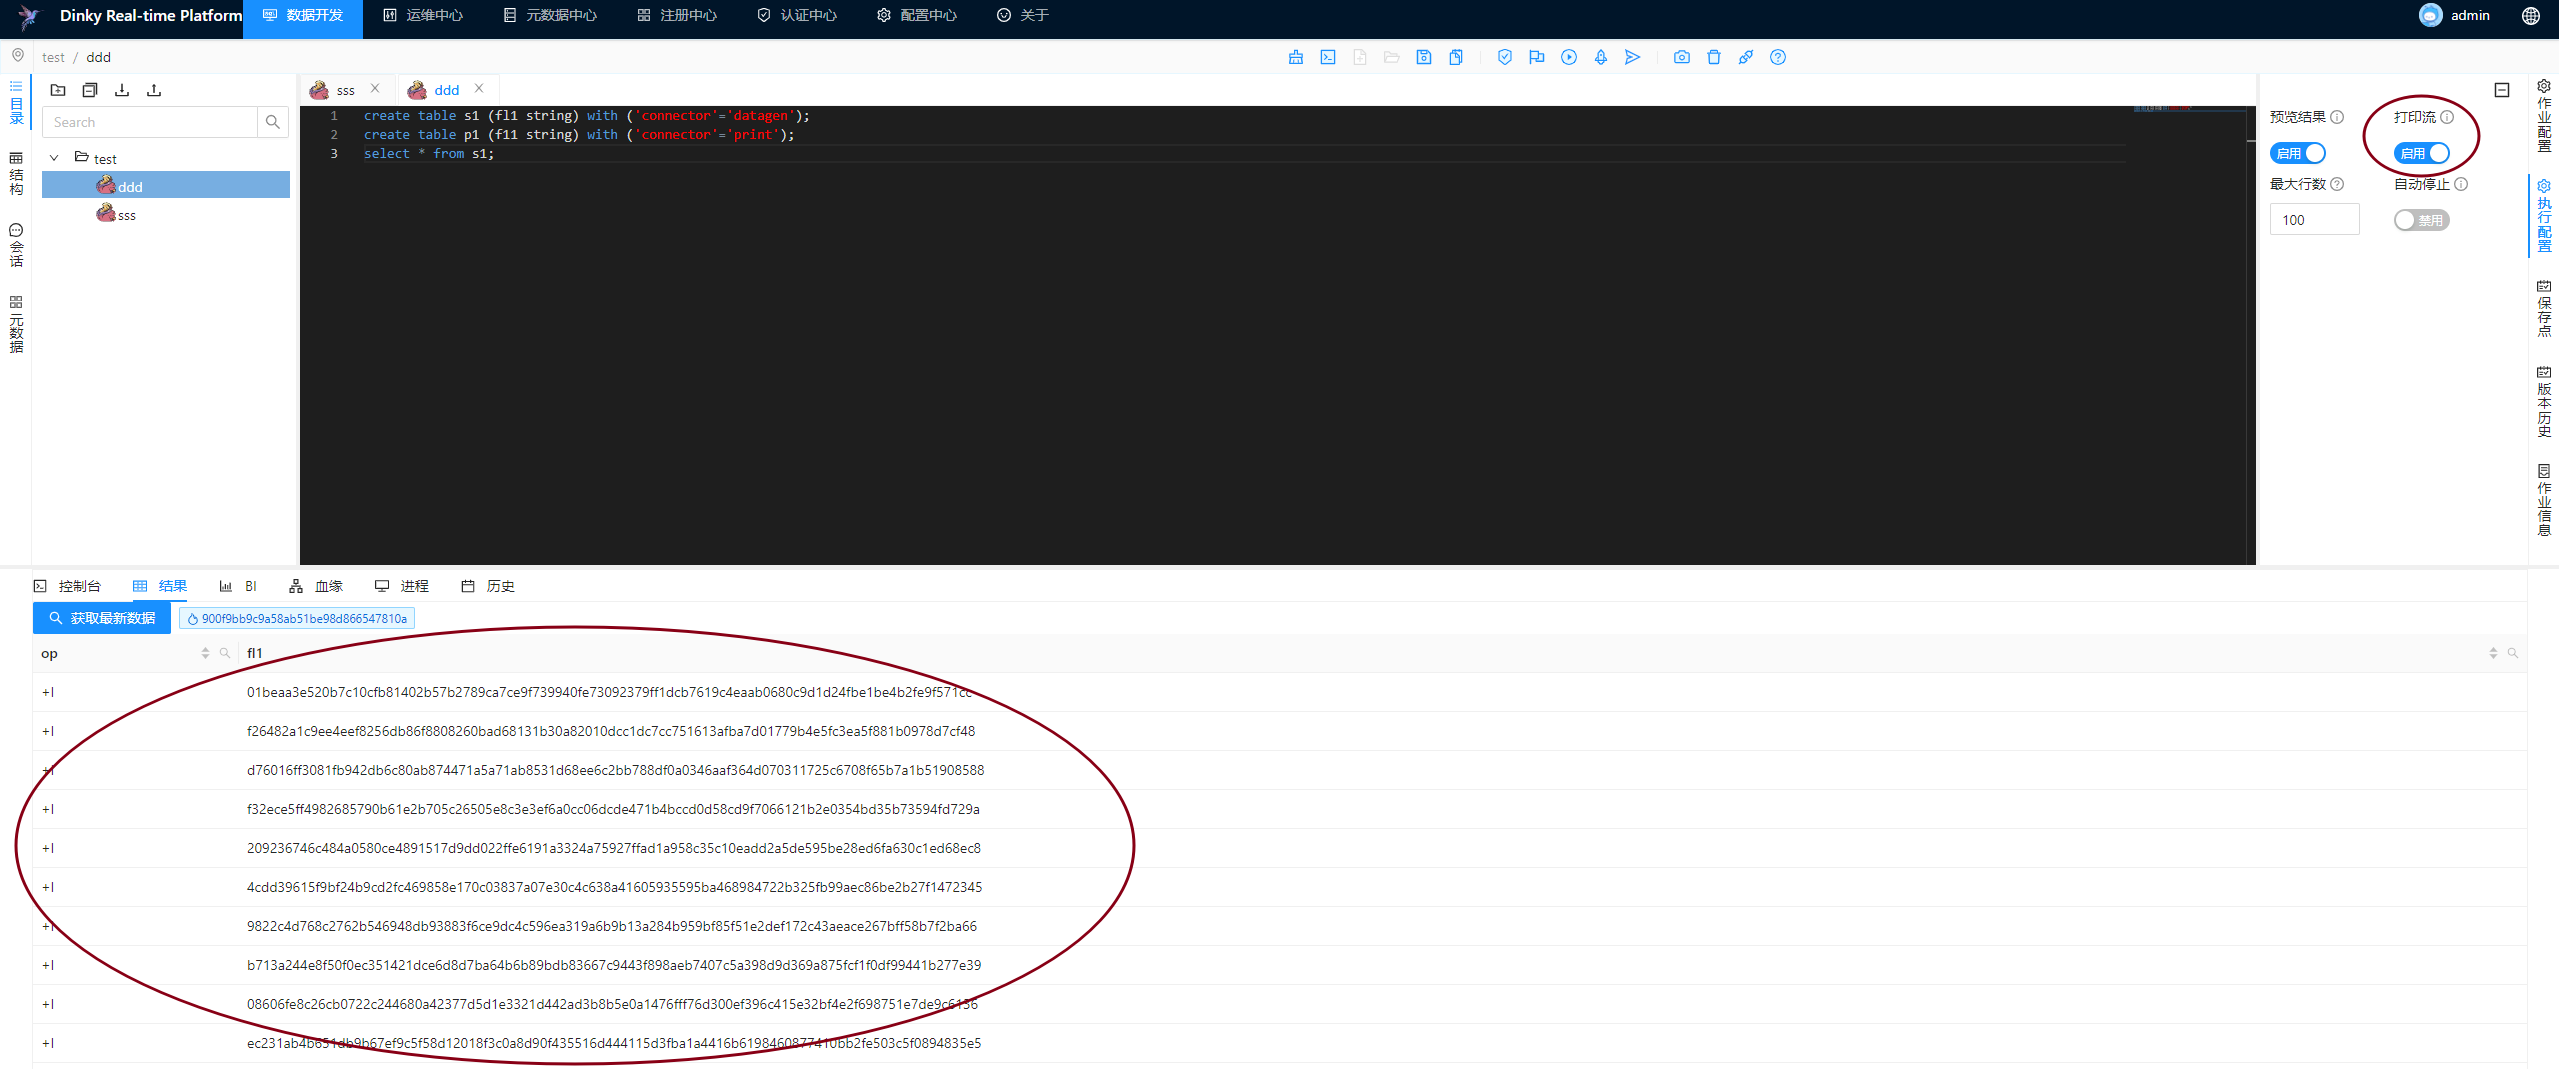 Dinky Real-time Platform 数据开发 运维中心 元数据中心 注册中心 认证中心 配置中心 关于 admin
test / ddd
目录
结构
会话
元数据
Search
test
ddd
sss
sss ddd
1 create table s1 (fl1 string) with ('connector'='datagen');
2 create table p1 (f11 string) with ('connector'='print');
3 select * from s1;
预览结果 打印流
启用 启用
最大行数 自动停止
100 禁用
作业配置
执行配置
保存点
版本历史
作业信息
控制台 结果 BI 血缘 进程 历史
获取最新数据 900f9bb9c9a58ab51be98d866547810a
op fl1
+I 01beaa3e520b7c10cfb81402b57b2789ca7ce9f739940fe73092379ff1dcb7619c4eaab0680c9d1d24fbe1be4b2fe9f571cc
+I f26482a1c9ee4eef8256db86f8808260bad68131b30a82010dcc1dc7cc751613afba7d01779b4e5fc3ea5f881b0978d7cf48
+I d76016ff3081fb942db6c80ab874471a5a71ab8531d68ee6c2bb788df0a0346aaf364d070311725c6708f65b7a1b51908588
+I f32ece5ff4982685790b61e2b705c26505e8c3e3ef6a0cc06dcde471b4bccd0d58cd9f7066121b2e0354bd35b73594fd729a
+I 209236746c484a0580ce4891517d9dd022ffe6191a3324a75927ffad1a958c35c10eadd2a5de595be28ed6fa630c1ed68ec8
+I 4cdd39615f9bf24b9cd2fc469858e170c03837a07e30c4c638a41605935595ba468984722b325fb99aec86be2b27f1472345
+I 9822c4d768c2762b546948db93883f6ce9dc4c596ea319a6b9b13a284b959bf85f51e2def172c43aeace267bff58b7f2ba66
+I b713a244e8f50f0ec351421dce6d8d7ba64b6b89bdb83667c9443f898aeb7407c5a398d9d369a875fcf1f0df99441b277e39
+I 08606fe8c26cb0722c244680a42377d5d1e3321d442ad3b8b5e0a1476fff76d300ef396c415e32bf4e2f698751e7de9c6136
+I ec231ab4b651db9b67ef9c5f58d12018f3c0a8d90f435516d444115d3fba1a4416b6198460877410bb2fe503c5f0894835e5